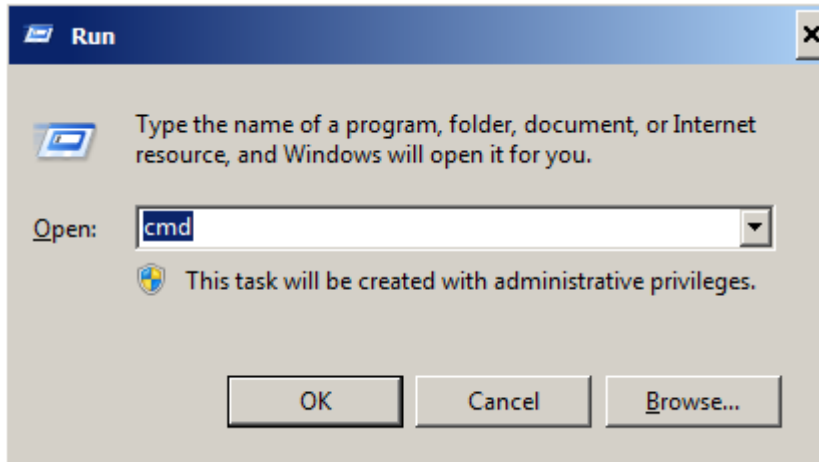 Run
Type the name of a program, folder, document, or Internet
resource, and Windows will open it for you.
Open: cmd
This task will be created with administrative privileges.
OK Cancel Browse...